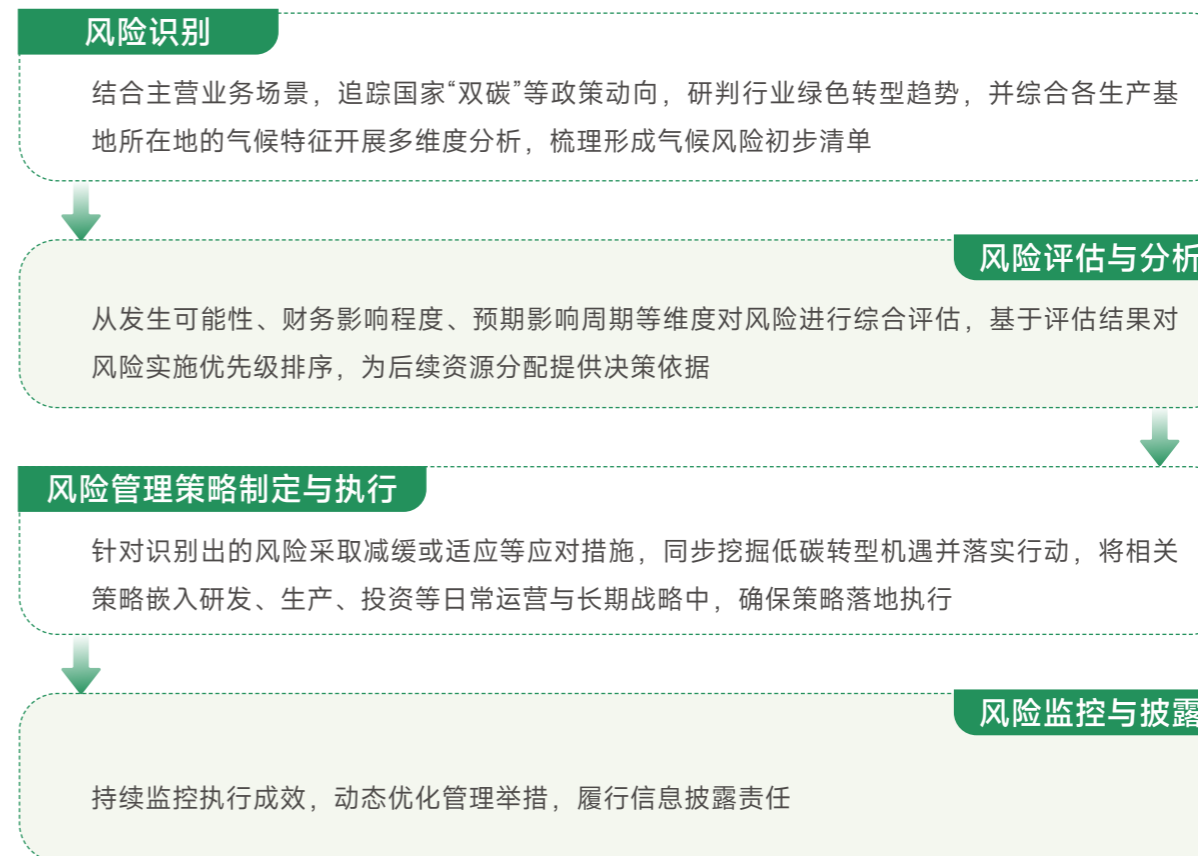 风险识别
结合主营业务场景，追踪国家“双碳”等政策动向，研判行业绿色转型趋势，并综合各生产基
地所在地的气候特征开展多维度分析，梳理形成气候风险初步清单
风险评估与分析
从发生可能性、财务影响程度、预期影响周期等维度对风险进行综合评估，基于评估结果对
风险实施优先级排序，为后续资源分配提供决策依据
风险管理策略制定与执行
针对识别出的风险采取减缓或适应等应对措施，同步挖掘低碳转型机遇并落实行动，将相关
策略嵌入研发、生产、投资等日常运营与长期战略中，确保策略落地执行
风险监控与披露
持续监控执行成效，动态优化管理举措，履行信息披露责任